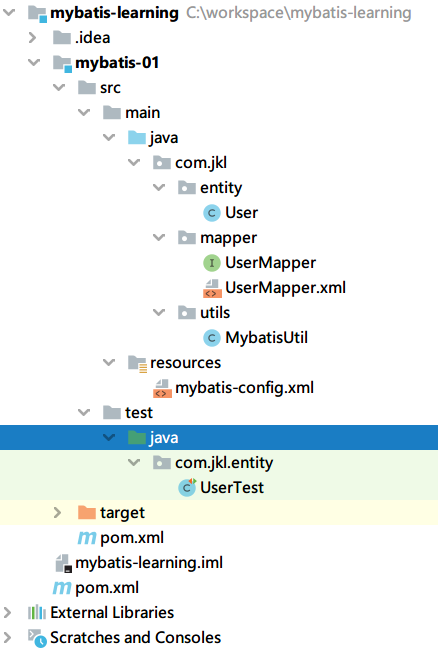 mybatis-learning C:\workspace\mybatis-learning
.idea
mybatis-01
src
main
java
com.jkl
entity
User
mapper
UserMapper
UserMapper.xml
utils
MybatisUtil
resources
mybatis-config.xml
test
java
com.jkl.entity
UserTest
target
pom.xml
mybatis-learning.iml
pom.xml
External Libraries
Scratches and Consoles